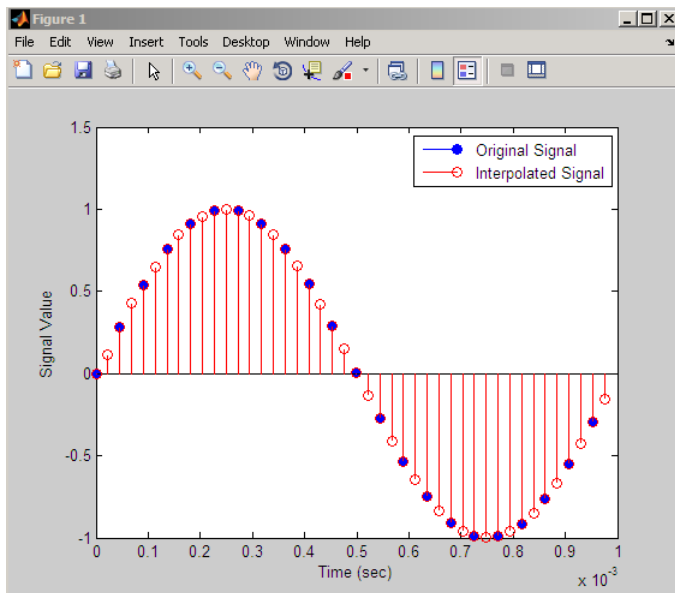 Figure 1
File Edit View Insert Tools Desktop Window Help
Original Signal
Interpolated Signal
1.5
1
0.5
0
-0.5
-1
Signal Value
0 0.1 0.2 0.3 0.4 0.5 0.6 0.7 0.8 0.9 1
Time (sec)
x 10⁻³